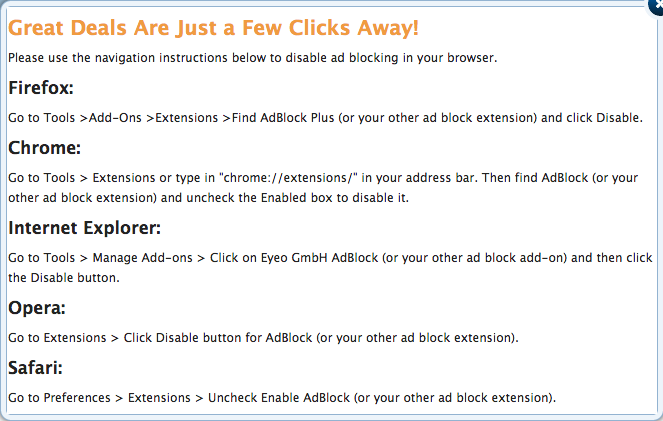 Great Deals Are Just a Few Clicks Away!
Please use the navigation instructions below to disable ad blocking in your browser.
Firefox:
Go to Tools >Add-Ons >Extensions >Find AdBlock Plus (or your other ad block extension) and click Disable.
Chrome:
Go to Tools > Extensions or type in "chrome://extensions/" in your address bar. Then find AdBlock (or your
other ad block extension) and uncheck the Enabled box to disable it.
Internet Explorer:
Go to Tools > Manage Add-ons > Click on Eyeo GmbH AdBlock (or your other ad block add-on) and then click
the Disable button.
Opera:
Go to Extensions > Click Disable button for AdBlock (or your other ad block extension).
Safari:
Go to Preferences > Extensions > Uncheck Enable AdBlock (or your other ad block extension).